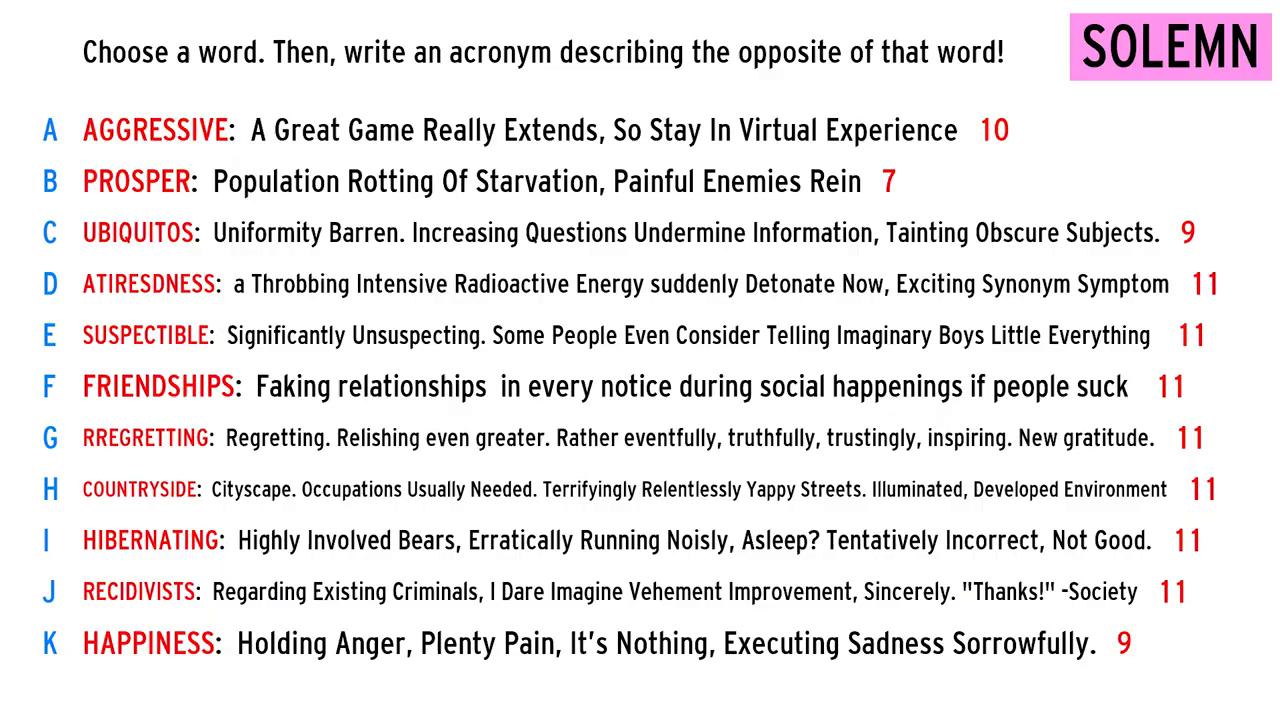 Choose a word. Then, write an acronym describing the opposite of that word!
SOLEMN
A AGGRESSIVE: A Great Game Really Extends, So Stay In Virtual Experience 10
B PROSPER: Population Rotting Of Starvation, Painful Enemies Rein 7
C UBIQUITOS: Uniformity Barren. Increasing Questions Undermine Information, Tainting Obscure Subjects. 9
D ATIRESDNESS: a Throbbing Intensive Radioactive Energy suddenly Detonate Now, Exciting Synonym Symptom 11
E SUSPECTIBLE: Significantly Unsuspecting. Some People Even Consider Telling Imaginary Boys Little Everything 11
F FRIENDSHIPS: Faking relationships in every notice during social happenings if people suck 11
G RREGRETTING: Regretting. Relishing even greater. Rather eventfully, truthfully, trustingly, inspiring. New gratitude. 11
H COUNTRYSIDE: Cityscape. Occupations Usually Needed. Terrifyingly Relentlessly Yappy Streets. Illuminated, Developed Environment 11
I HIBERNATING: Highly Involved Bears, Erratically Running Noisly, Asleep? Tentatively Incorrect, Not Good. 11
J RECIDIVISTS: Regarding Existing Criminals, I Dare Imagine Vehement Improvement, Sincerely. "Thanks!" -Society 11
K HAPPINESS: Holding Anger, Plenty Pain, It's Nothing, Executing Sadness Sorrowfully. 9